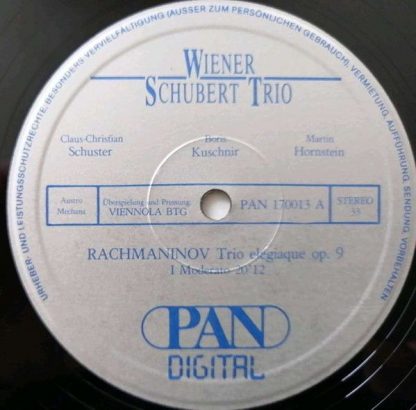 URHEBER- UND LEISTUNGSSCHUTZRECHTE, BESONDERS VERVIELFÄLTIGUNG (AUSSER ZUM PERSÖNLICHEN GEBRAUCH), VERMIETUNG, AUFFÜHRUNG, SENDUNG, VORBEHALTEN
WIENER
SCHUBERT TRIO
Claus-Christian Boris Martin
Schuster Kuschnir Hornstein
Austro
Mechana
Überspielung und Pressung:
VIENNOLA BTG
PAN 170013 A
STEREO
33
RACHMANINOV Trio elegiaque op. 9
I Moderato 20'12
PAN
DIGITAL